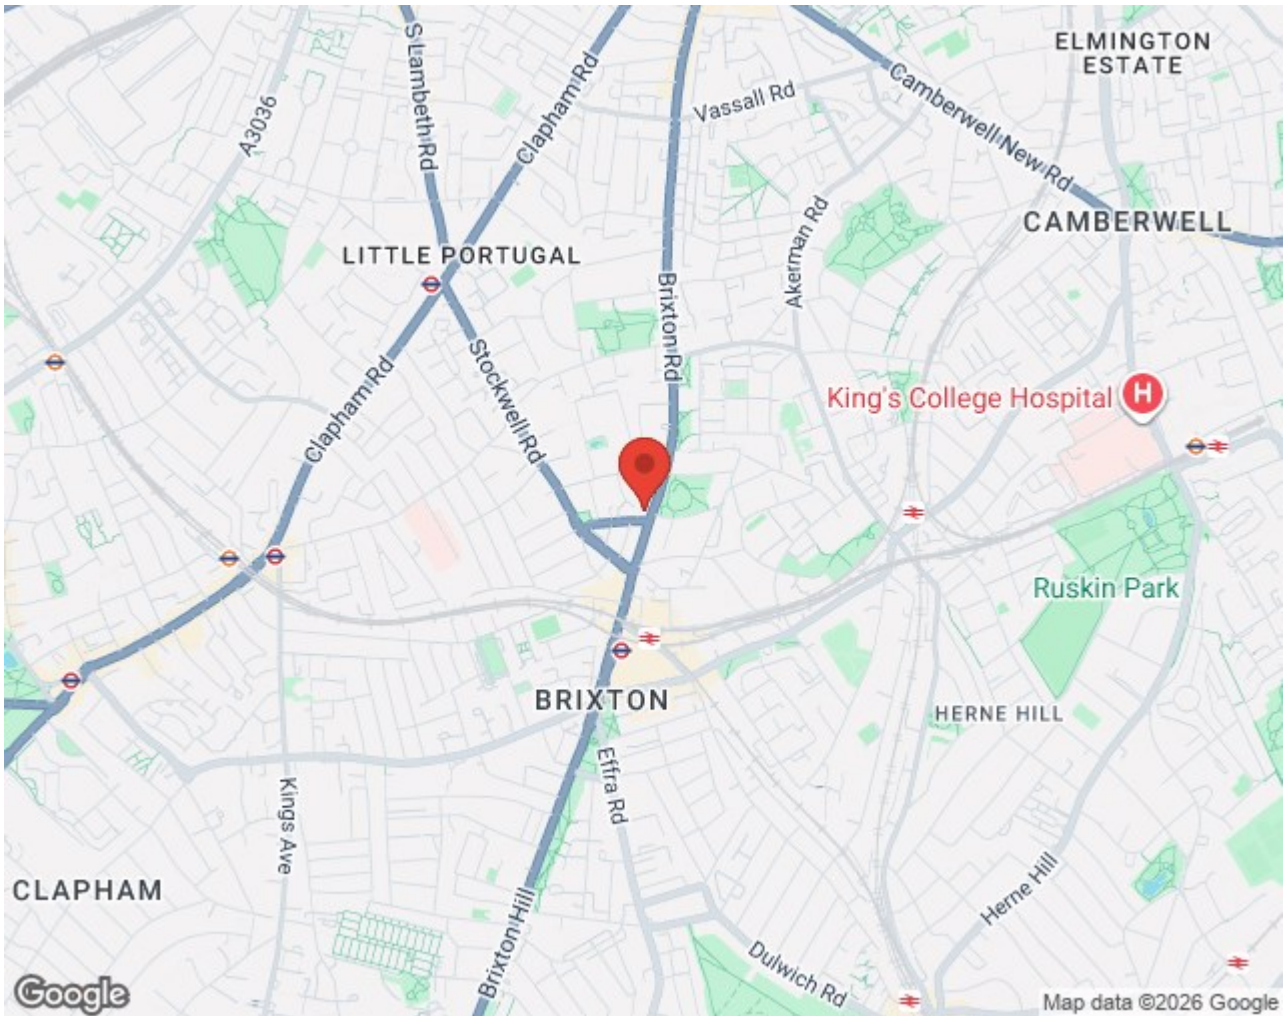 ELMINGTON
ESTATE
S Lambeth Rd
Clapham Rd
Vassall Rd
Camberwell New Rd
A3036
CAMBERWELL
LITTLE PORTUGAL
Akerman Rd
Brixton Rd
Stockwell Rd
Clapham Rd
King's College Hospital
H
Ruskin Park
BRIXTON
HERNE HILL
Effra Rd
Kings Ave
CLAPHAM
Brixton Hill
Herne Hill
Dulwich Rd
Google
Map data ©2026 Google